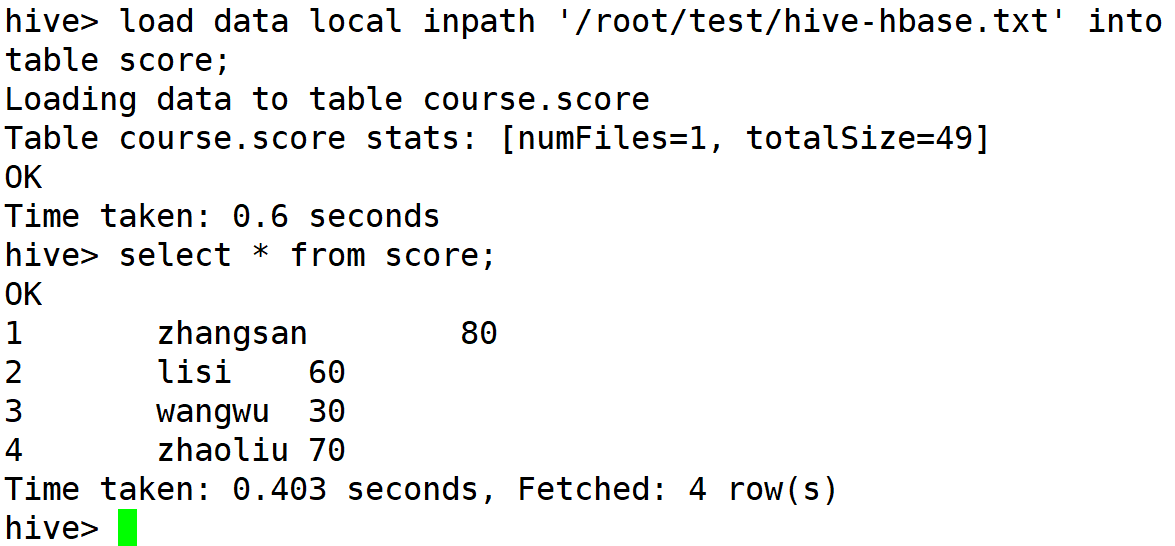 hive> load data local inpath '/root/test/hive-hbase.txt' into
table score;
Loading data to table course.score
Table course.score stats: [numFiles=1, totalSize=49]
OK
Time taken: 0.6 seconds
hive> select * from score;
OK
1       zhangsan        80
2       lisi    60
3       wangwu  30
4       zhaoliu 70
Time taken: 0.403 seconds, Fetched: 4 row(s)
hive>